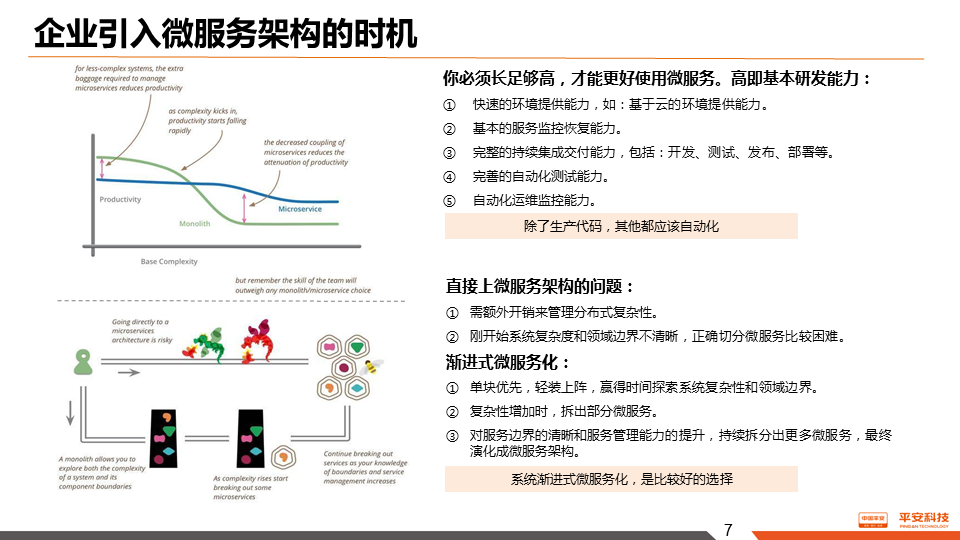 企业引入微服务架构的时机
for less-complex systems, the extra
baggage required to manage
microservices reduces productivity
as complexity kicks in,
productivity starts falling
rapidly
the decreased coupling of
microservices reduces the
attenuation of productivity
Productivity
Microservice
Monolith
Base Complexity
but remember the skill of the team will
outweigh any monolith/microservice choice
Going directly to a
microservices
architecture is risky
A monolith allows you to
explore both the complexity
of a system and its
component boundaries
As complexity rises start
breaking out some
microservices
Continue breaking out
services as your knowledge
of boundaries and service
management increases
你必须长足够高，才能更好使用微服务。高即基本研发能力：
① 快速的环境提供能力，如：基于云的环境提供能力。
② 基本的服务监控恢复能力。
③ 完整的持续集成交付能力，包括：开发、测试、发布、部署等。
④ 完善的自动化测试能力。
⑤ 自动化运维监控能力。
除了生产代码，其他都应该自动化
直接上微服务架构的问题：
① 需额外开销来管理分布式复杂性。
② 刚开始系统复杂度和领域边界不清晰，正确切分微服务比较困难。
渐进式微服务化：
① 单块优先，轻装上阵，赢得时间探索系统复杂性和领域边界。
② 复杂性增加时，拆出部分微服务。
③ 对服务边界的清晰和服务管理能力的提升，持续拆分出更多微服务，最终
演化成微服务架构。
系统渐进式微服务化，是比较好的选择
7
中国平安
平安科技
PINGAN TECHNOLOGY